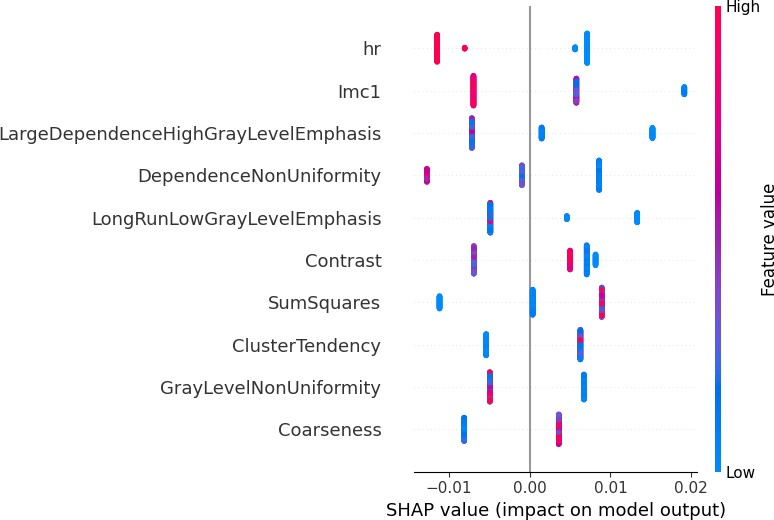 High
hr
Imc1
LargeDependenceHighGrayLevelEmphasis
DependenceNonUniformity
LongRunLowGrayLevelEmphasis
Contrast
SumSquares
ClusterTendency
GrayLevelNonUniformity
Coarseness
Feature value
Low
−0.01 0.00 0.01 0.02
SHAP value (impact on model output)